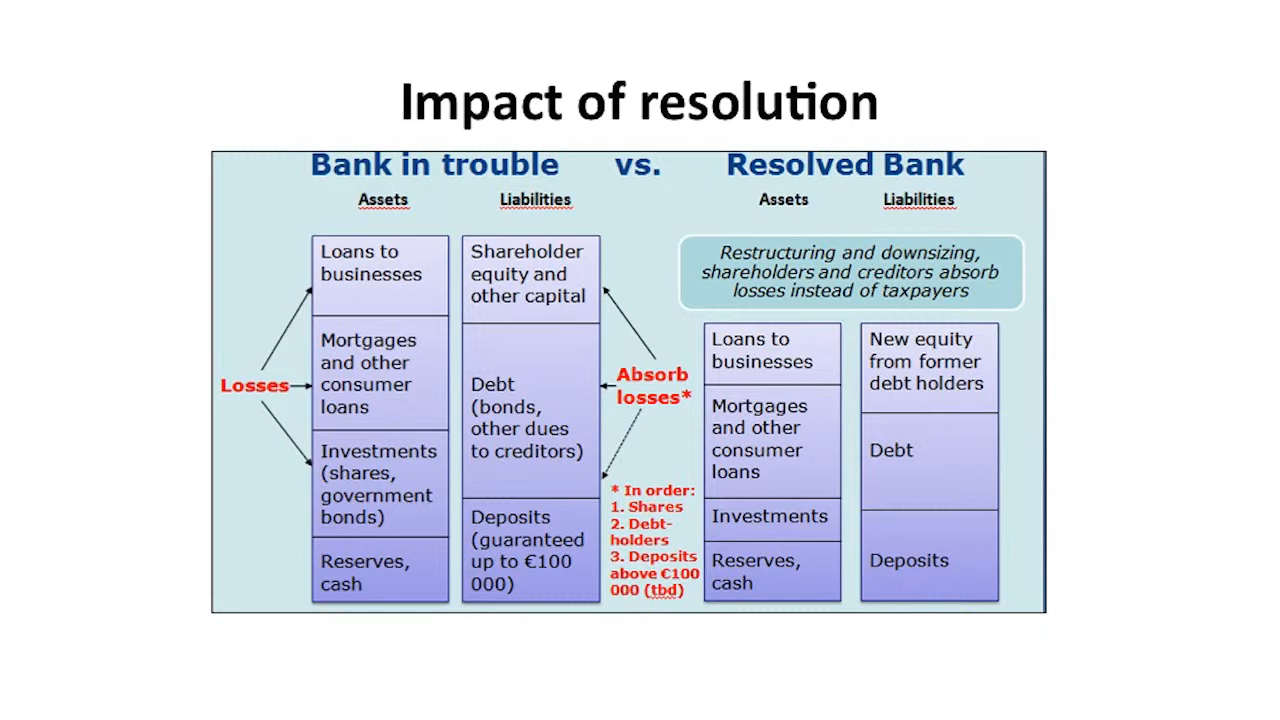 Impact of resolution
Bank in trouble vs. Resolved Bank
Assets Liabilities Assets Liabilities
Loans to
businesses
Mortgages
and other
consumer
loans
Investments
(shares,
government
bonds)
Reserves,
cash
Losses
Shareholder
equity and
other capital
Debt
(bonds,
other dues
to creditors)
Deposits
(guaranteed
up to €100
000)
Absorb
losses*
* In order:
1. Shares
2. Debt-
holders
3. Deposits
above €100
000 (tbd)
Restructuring and downsizing,
shareholders and creditors absorb
losses instead of taxpayers
Loans to
businesses
Mortgages
and other
consumer
loans
Investments
Reserves,
cash
New equity
from former
debt holders
Debt
Deposits